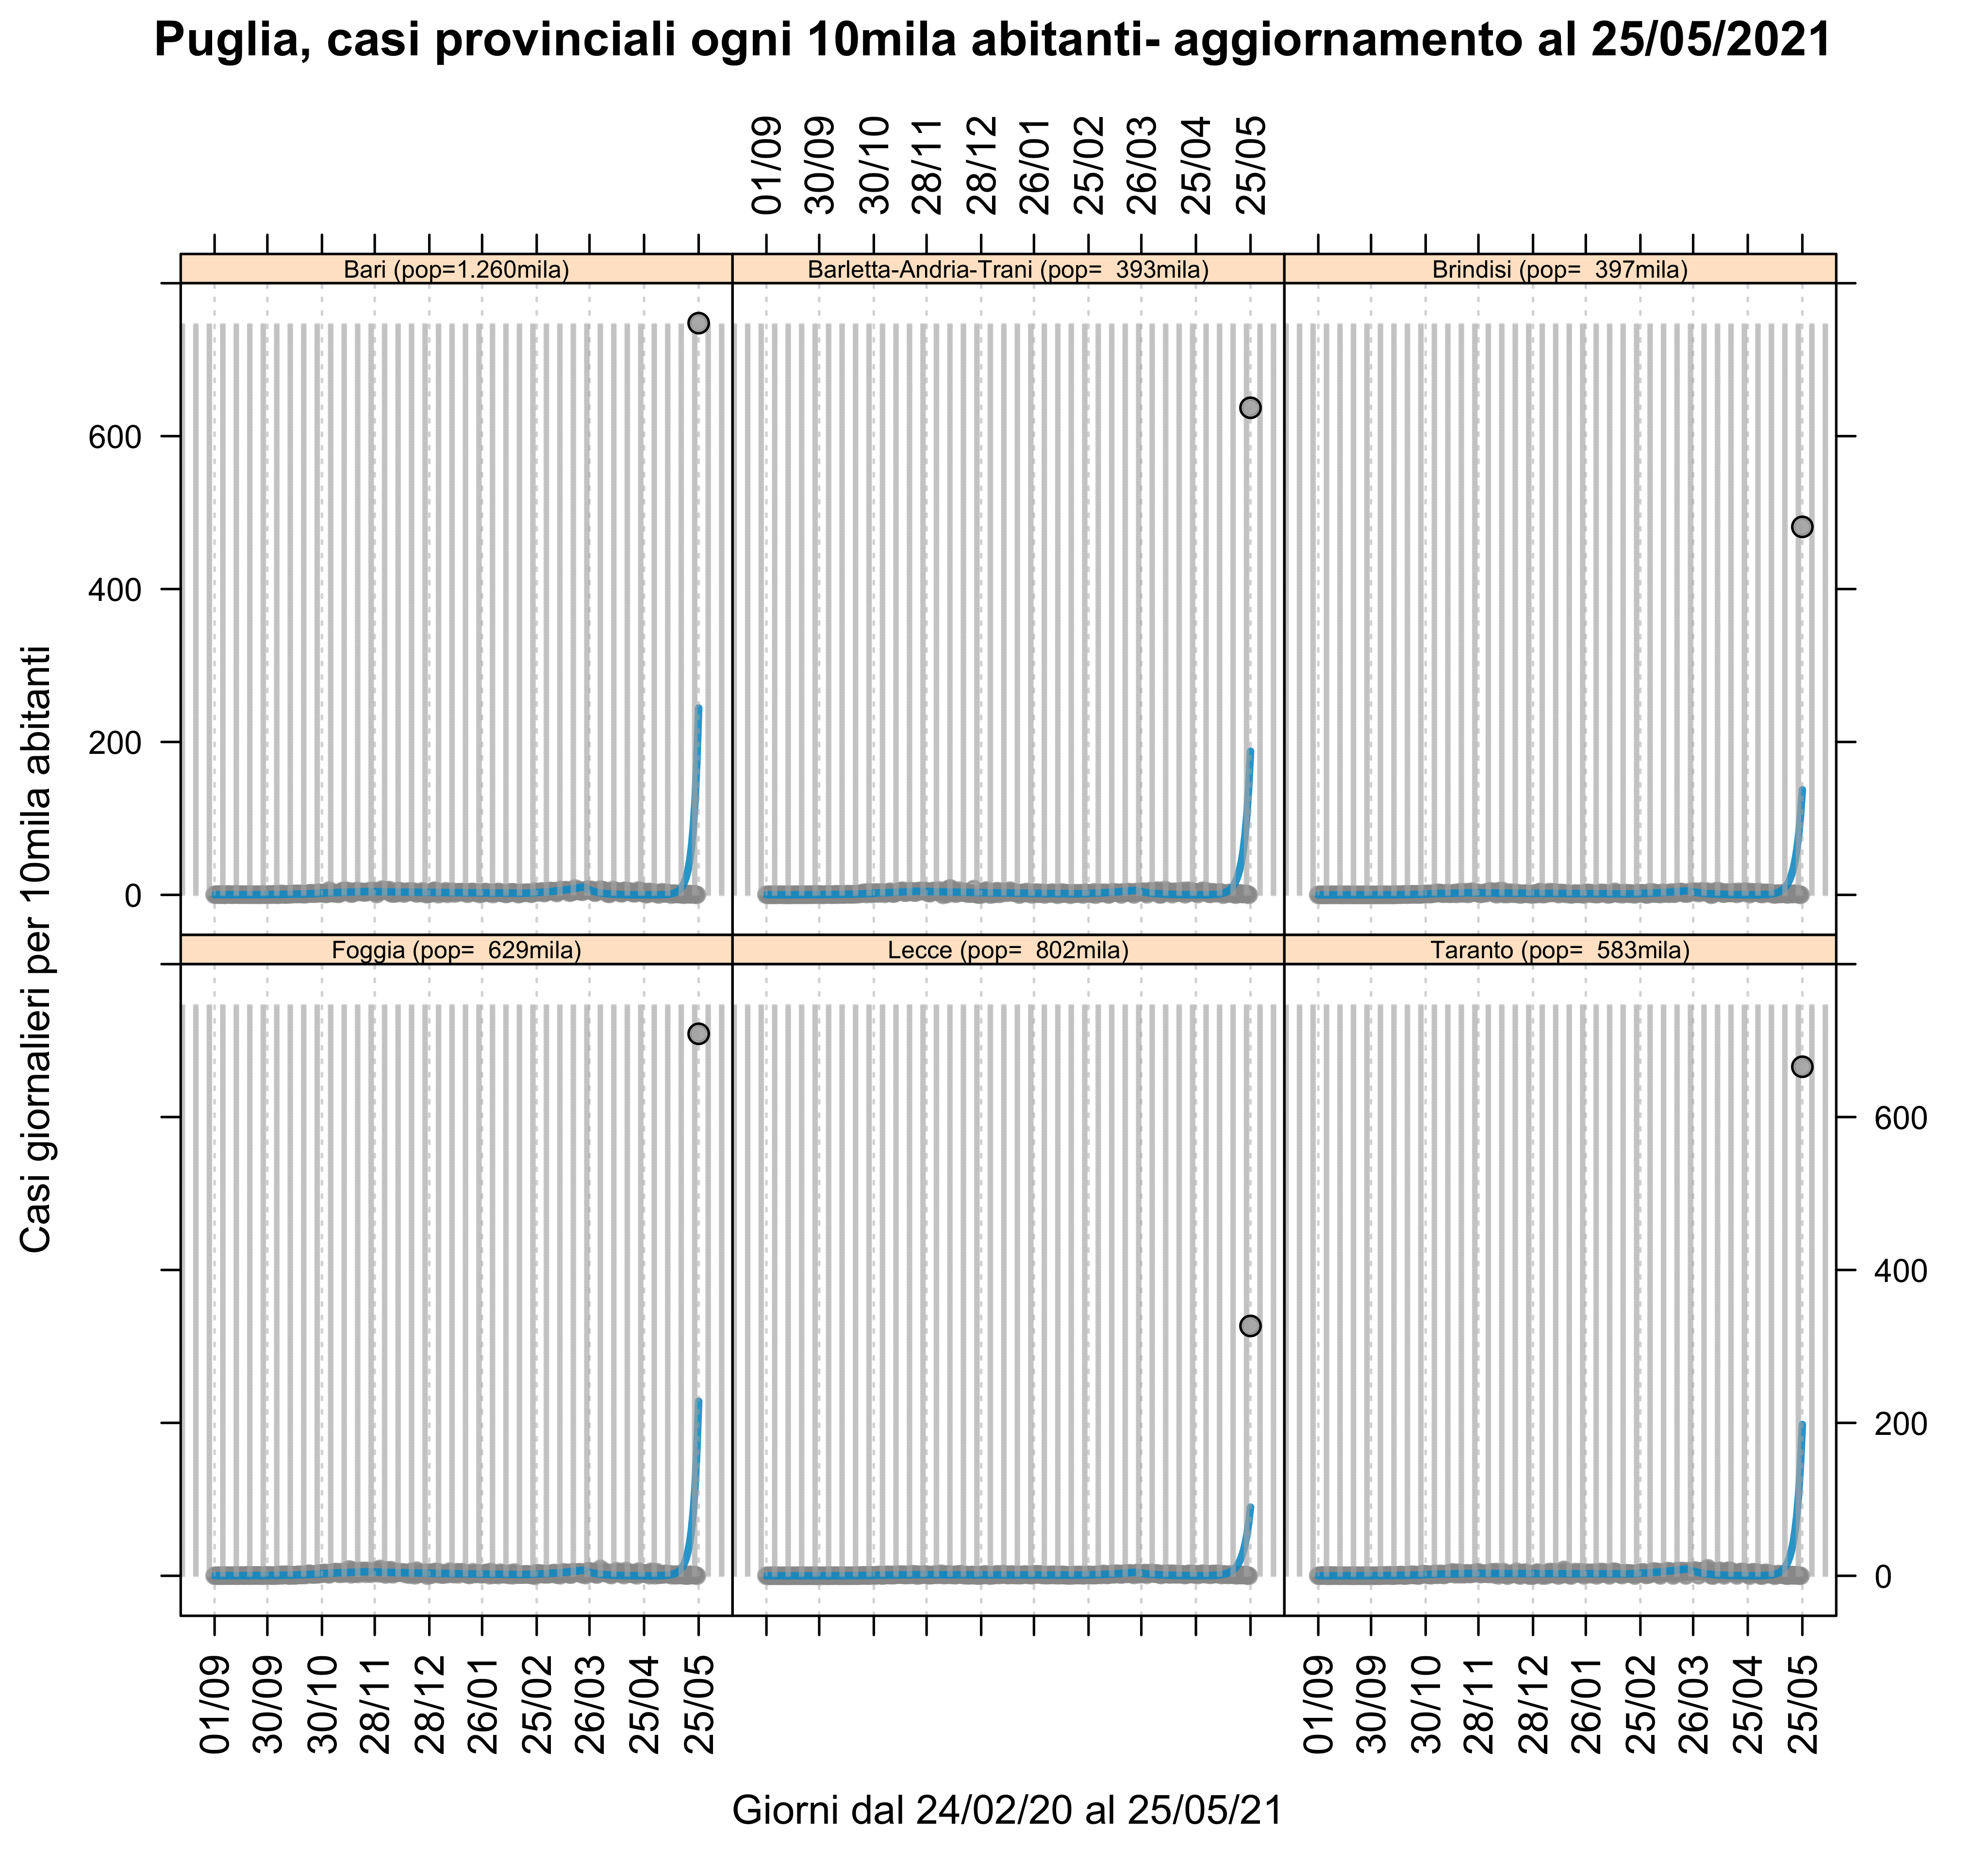 Puglia, casi provinciali ogni 10mila abitanti- aggiornamento al 25/05/2021
01/09 30/09 30/10 28/11 28/12 26/01 25/02 26/03 25/04 25/05
Bari (pop=1.260mila) Barletta-Andria-Trani (pop=  393mila) Brindisi (pop=  397mila)
600
400
200
0
Casi giornalieri per 10mila abitanti
Foggia (pop=  629mila) Lecce (pop=  802mila) Taranto (pop=  583mila)
600
400
200
0
01/09 30/09 30/10 28/11 28/12 26/01 25/02 26/03 25/04 25/05 01/09 30/09 30/10 28/11 28/12 26/01 25/02 26/03 25/04 25/05
Giorni dal 24/02/20 al 25/05/21